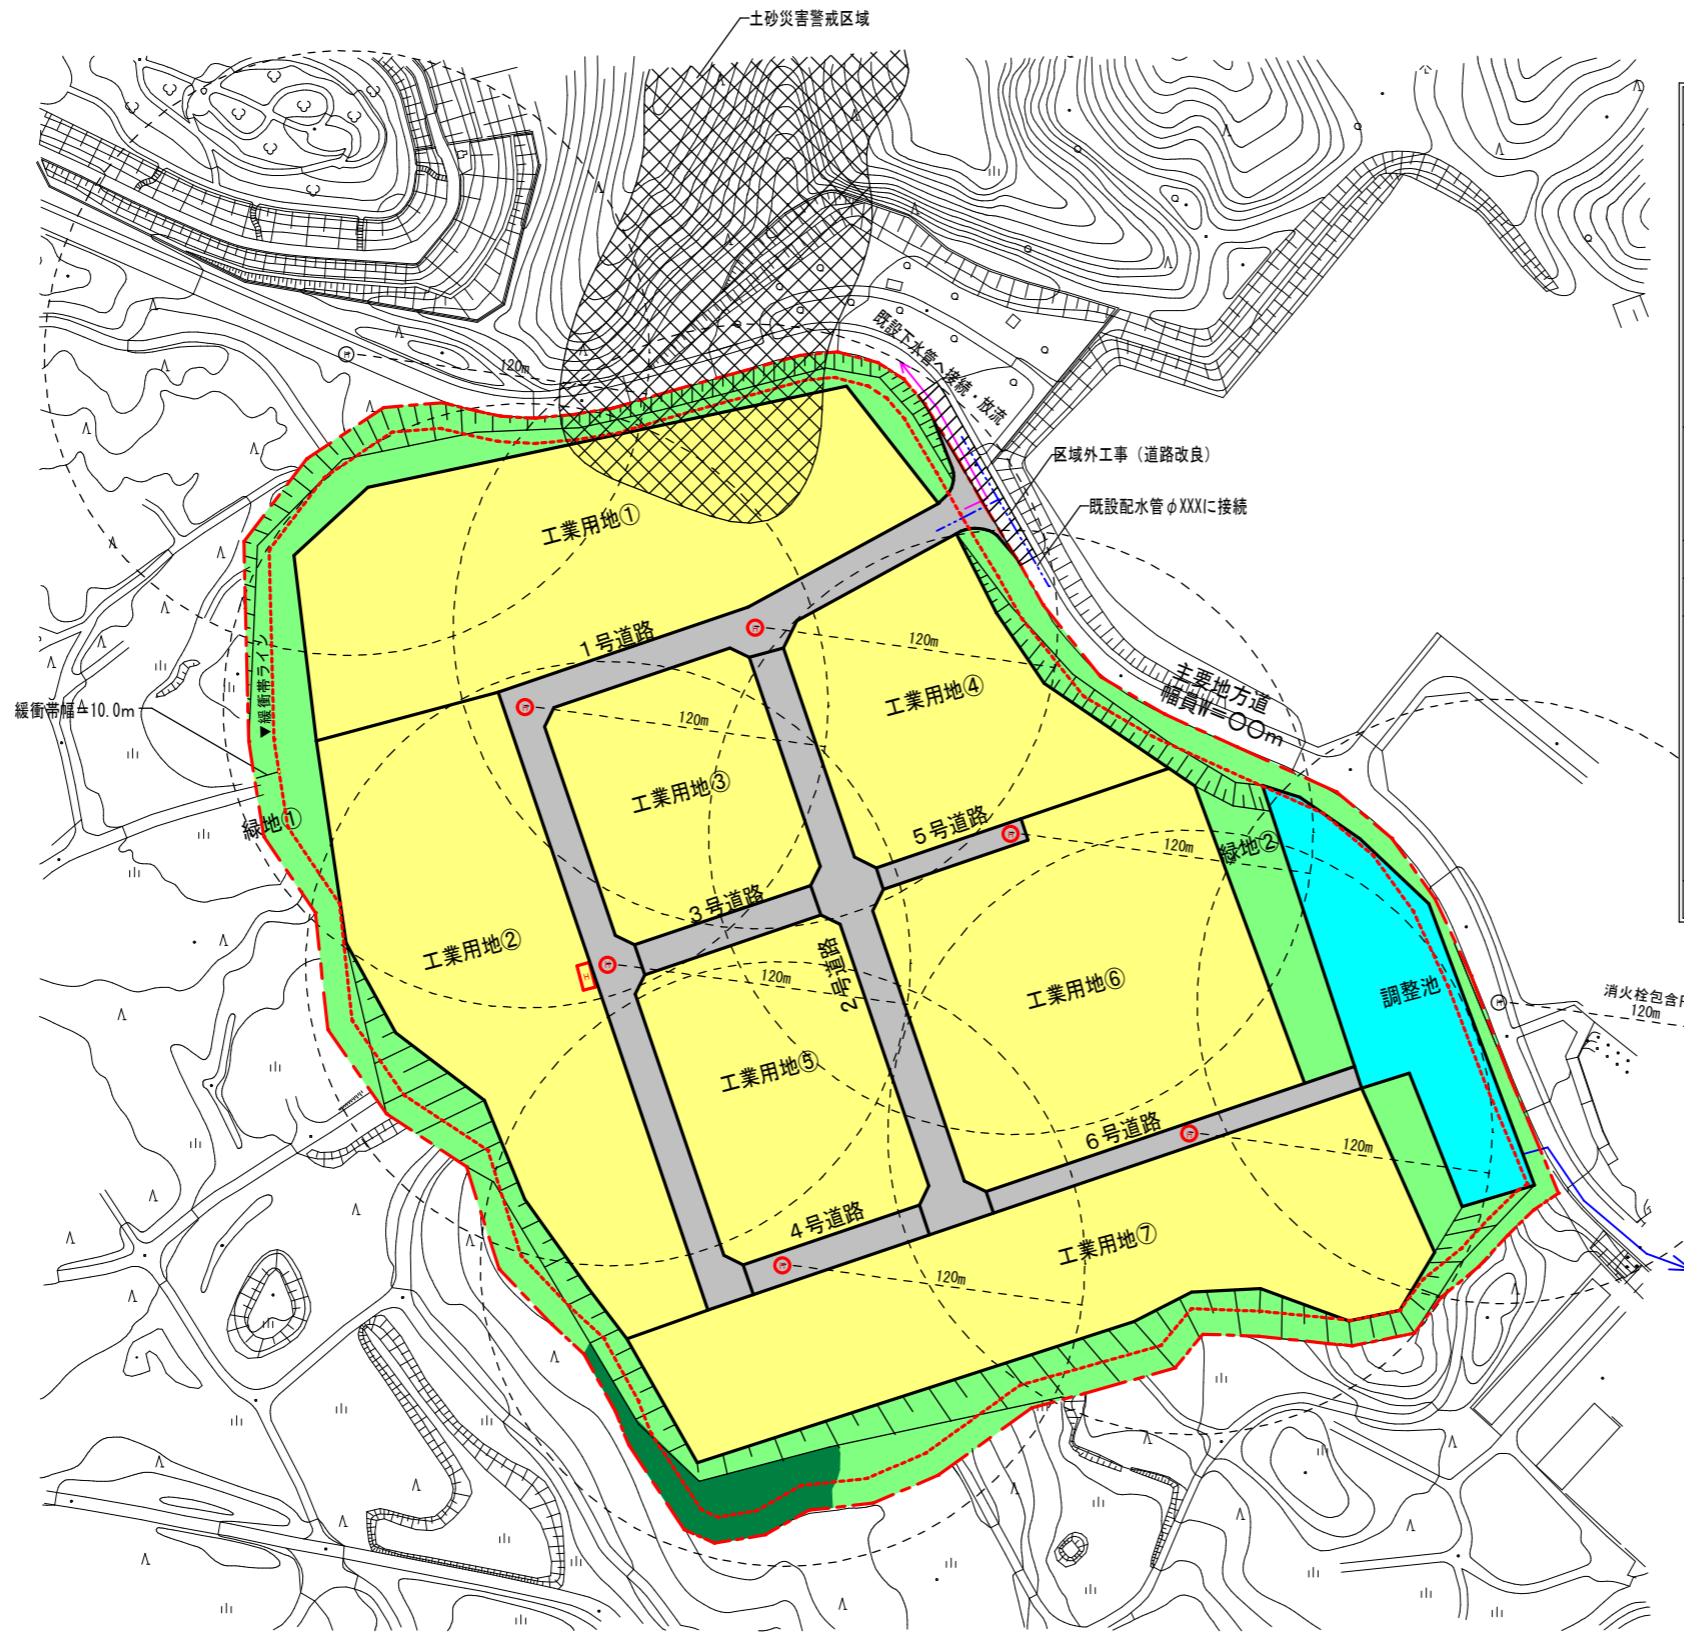 土砂災害警戒区域
120m
既設下水管へ接続・放流
区域外工事（道路改良）
既設配水管φXXXに接続
工業用地①
1号道路
120m
主要地方道
幅員W=〇〇m
工業用地④
▼緩衝帯ライン
緩衝帯幅=10.0m
120m
工業用地③
緑地①
5号道路
120m
緑地②
3号道路
工業用地②
2号道路
120m
工業用地⑥
調整池
消火栓包含
120m
工業用地⑤
6号道路
120m
4号道路
工業用地⑦
120m